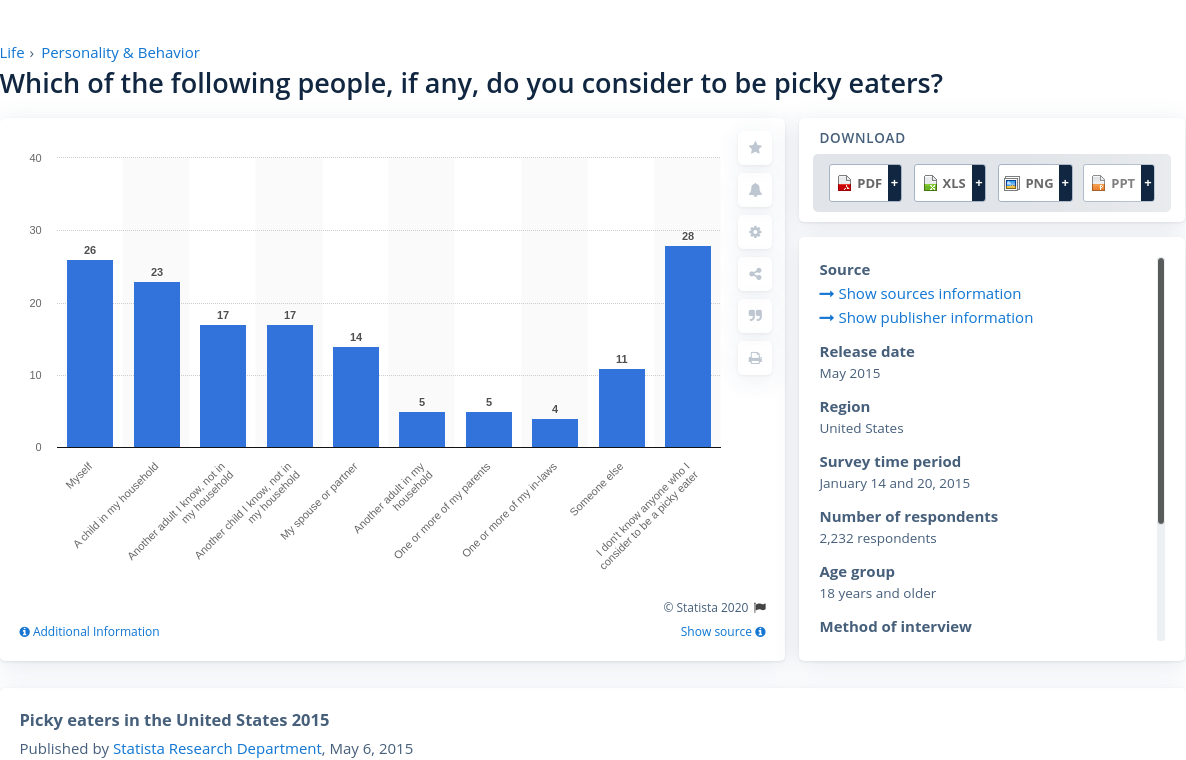 Life › Personality & Behavior
Which of the following people, if any, do you consider to be picky eaters?
40
30
20
10
0
26
23
17
17
14
5
5
4
11
28
Myself
A child in my household
Another adult I know, not in
my household
Another child I know, not in
my household
My spouse or partner
Another adult in my
household
One or more of my parents
One or more of my in-laws
Someone else
I don't know anyone who I
consider to be a picky eater
© Statista 2020
Additional Information
Show source
DOWNLOAD
PDF + XLS + PNG + PPT +
Source
Show sources information
Show publisher information
Release date
May 2015
Region
United States
Survey time period
January 14 and 20, 2015
Number of respondents
2,232 respondents
Age group
18 years and older
Method of interview
Picky eaters in the United States 2015
Published by Statista Research Department, May 6, 2015